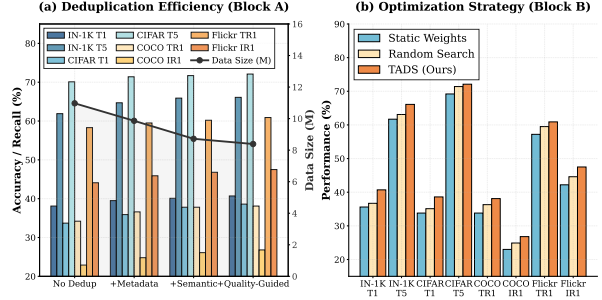 (a) Deduplication Efficiency (Block A)
IN-1K T1
IN-1K T5
CIFAR T1
CIFAR T5
COCO TR1
COCO IR1
Flickr TR1
Flickr IR1
Data Size (M)
Accuracy / Recall (%)
Data Size (M)
80
70
60
50
40
30
20
16
14
12
10
8
6
4
2
0
No Dedup
+Metadata
+Semantic
+Quality-Guided
(b) Optimization Strategy (Block B)
Static Weights
Random Search
TADS (Ours)
Performance (%)
90
80
70
60
50
40
30
20
IN-1K T1
IN-1K T5
CIFAR T1
CIFAR T5
COCO TR1
COCO IR1
Flickr TR1
Flickr IR1